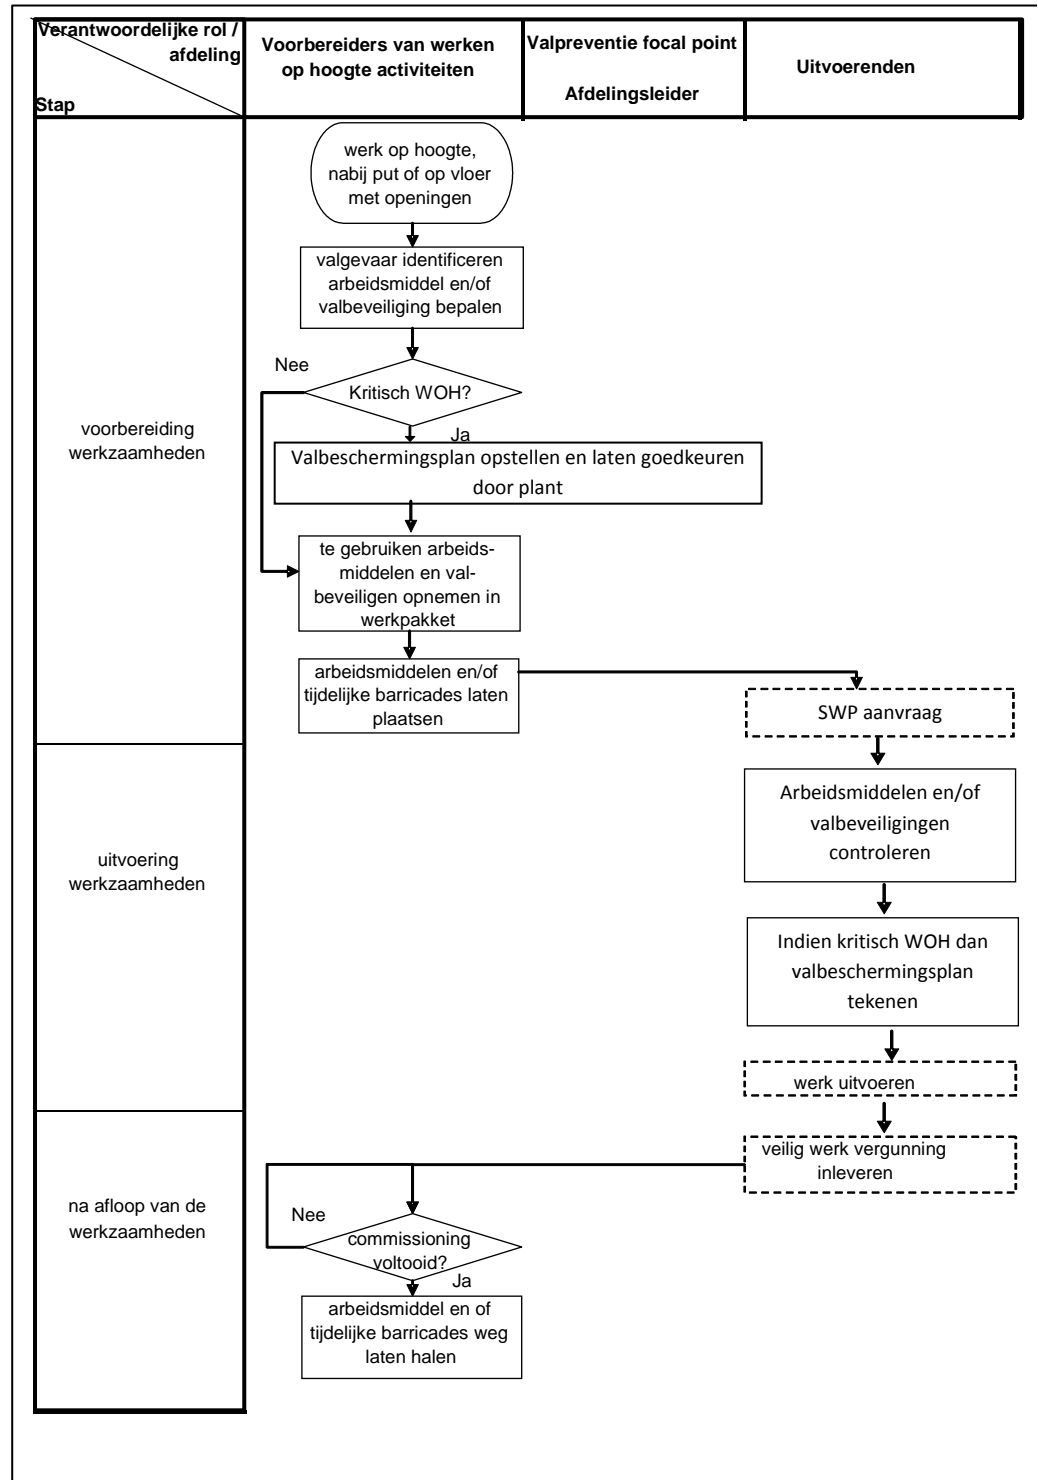 Verantwoordelijke rol /
afdeling
Stap
Voorbereiders van werken
op hoogte activiteiten
Valpreventie focal point
Afdelingsleider
Uitvoerenden
werk op hoogte,
nabij put of op vloer
met openingen
valgevaar identificeren
arbeidsmiddel en/of
valbeveiliging bepalen
Nee
Kritisch WOH?
Ja
voorbereiding
werkzaamheden
Valbeschermingsplan opstellen en laten goedkeuren
door plant
te gebruiken arbeids-
middelen en val-
beveiligen opnemen in
werkpakket
arbeidsmiddelen en/of
tijdelijke barricades laten
plaatsen
SWP aanvraag
Arbeidsmiddelen en/of
valbeveiligingen
controleren
uitvoering
werkzaamheden
Indien kritisch WOH dan
valbeschermingsplan
tekenen
werk uitvoeren
veilig werk vergunning
inleveren
na afloop van de
werkzaamheden
Nee
commissioning
voltooid?
Ja
arbeidsmiddel en of
tijdelijke barricades weg
laten halen